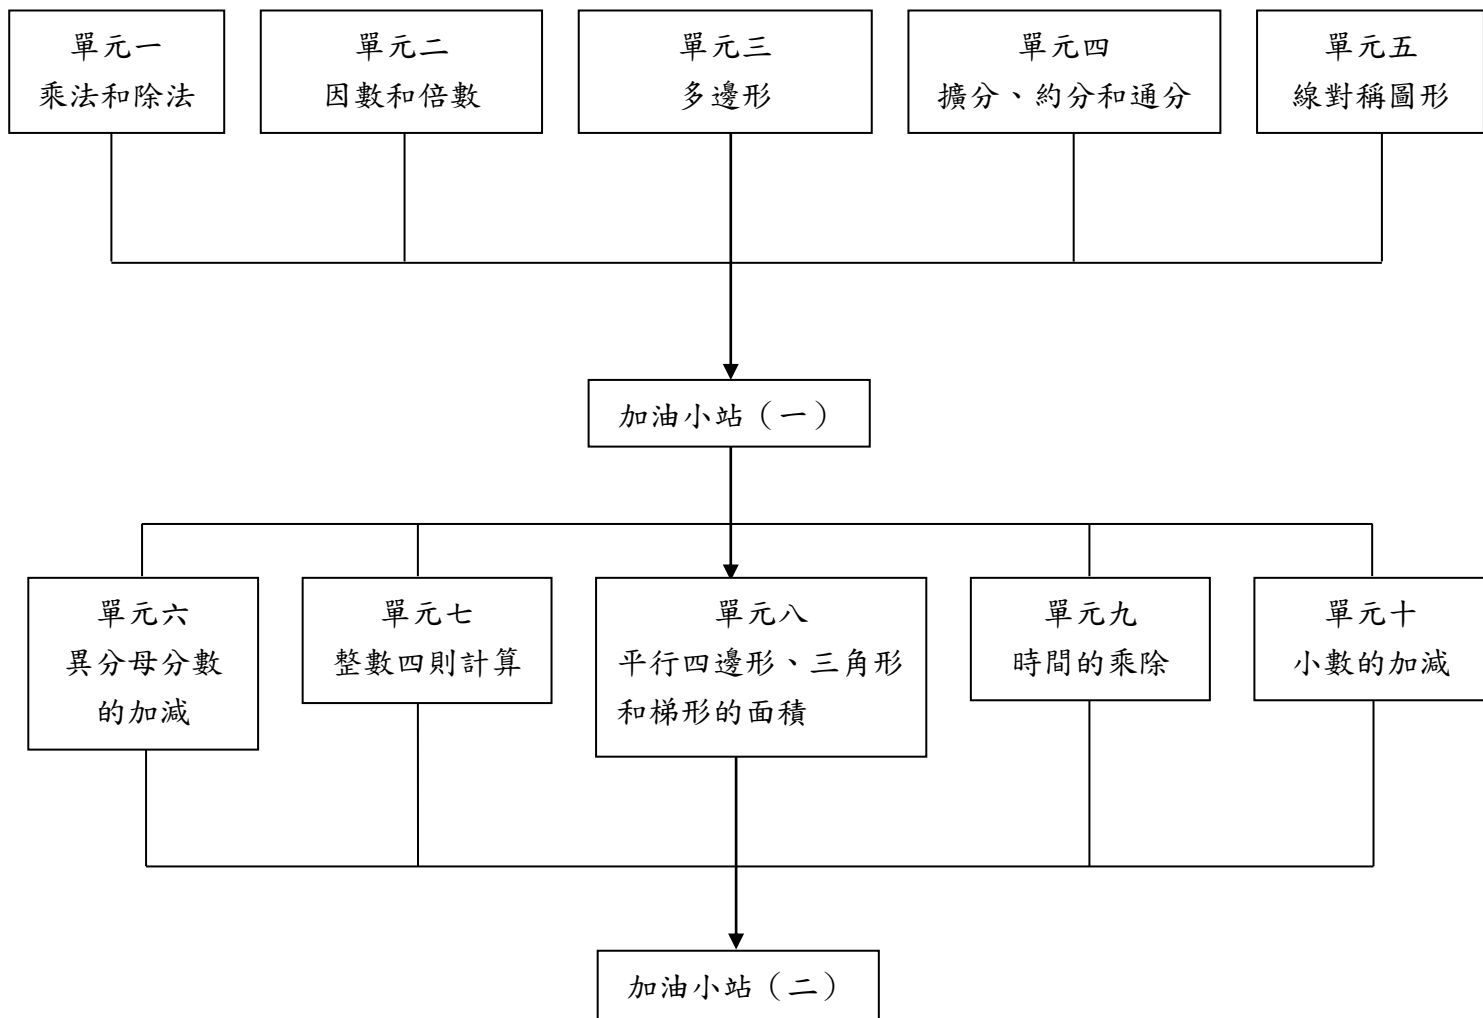 單元一
乘法和除法
單元二
因數和倍數
單元三
多邊形
單元四
擴分、約分和通分
單元五
線對稱圖形
加油小站（一）
單元六
異分母分數
的加減
單元七
整數四則計算
單元八
平行四邊形、三角形
和梯形的面積
單元九
時間的乘除
單元十
小數的加減
加油小站（二）